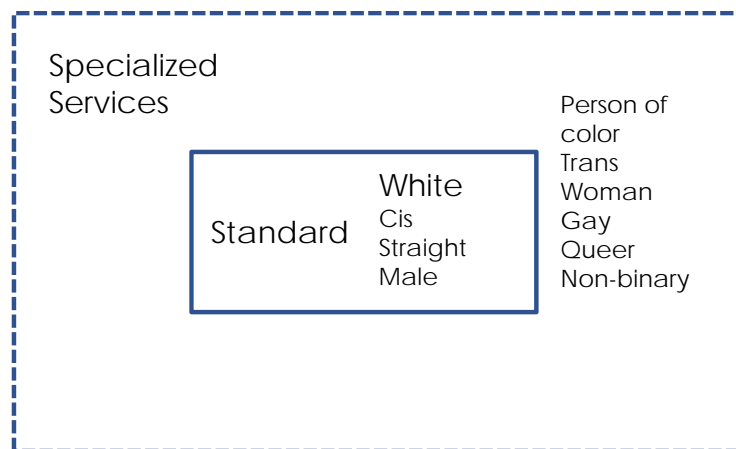 Specialized
Services
Standard
White
Cis
Straight
Male
Person of
color
Trans
Woman
Gay
Queer
Non-binary